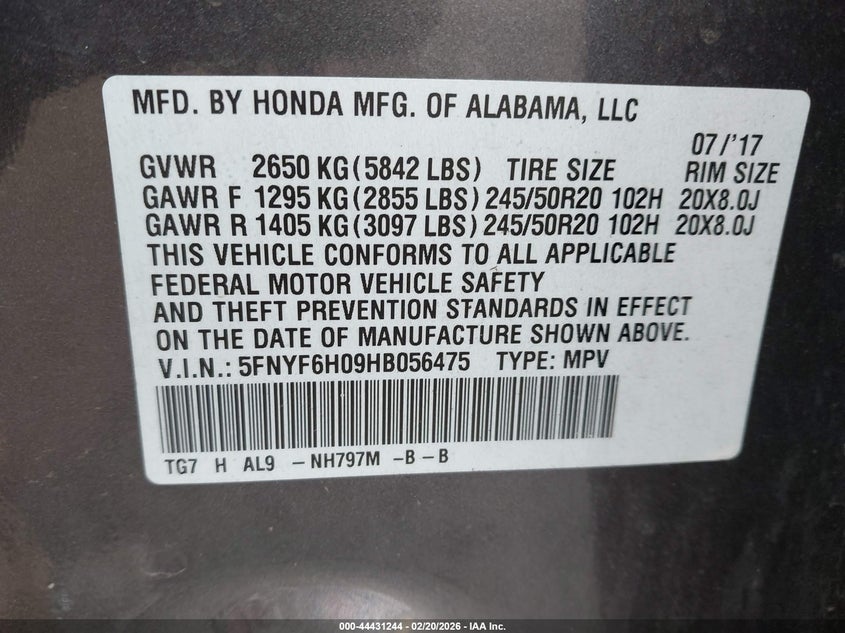 MFD. BY HONDA MFG. OF ALABAMA, LLC
07/'17
GVWR 2650 KG(5842 LBS) TIRE SIZE RIM SIZE
GAWR F 1295 KG(2855 LBS) 245/50R20 102H 20X8.0J
GAWR R 1405 KG(3097 LBS) 245/50R20 102H 20X8.0J
THIS VEHICLE CONFORMS TO ALL APPLICABLE
FEDERAL MOTOR VEHICLE SAFETY
AND THEFT PREVENTION STANDARDS IN EFFECT
ON THE DATE OF MANUFACTURE SHOWN ABOVE.
V.I.N.: 5FNYF6H09HB056475 TYPE: MPV
TG7 H AL9 -NH797M -B-B
000-44431244 - 02/20/2026 - IAA Inc.